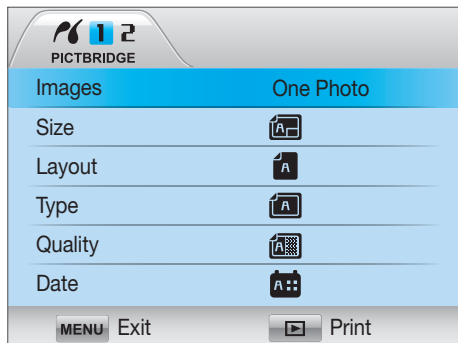 1 2
PICTBRIDGE
Images One Photo
Size A
Layout A
Type A
Quality A
Date A
MENU Exit Print